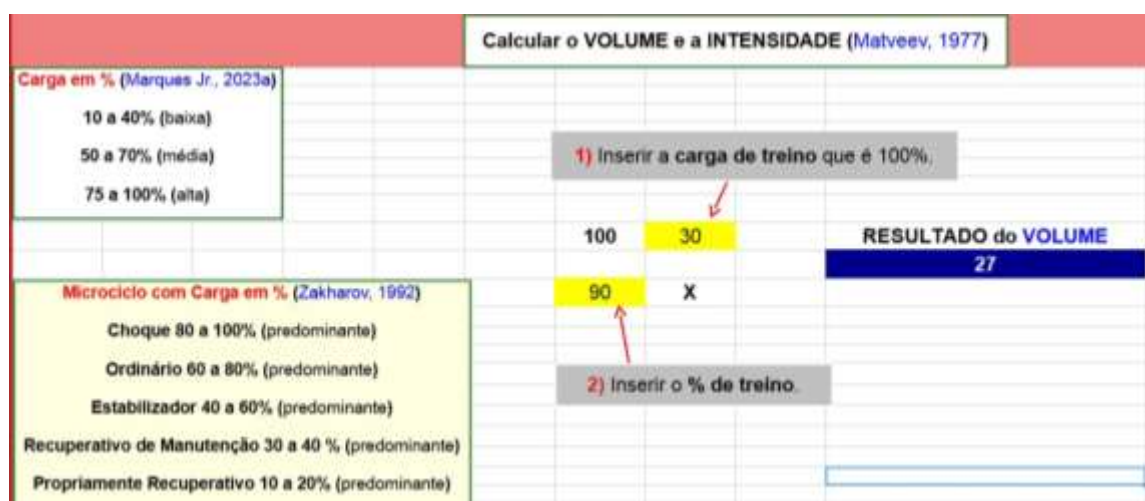 Calcular o VOLUME e a INTENSIDADE (Matveev, 1977)
Carga em % (Marques Jr., 2023a)
10 a 40% (baixa)
50 a 70% (média)
75 a 100% (alta)
1) Inserir a carga de treino que é 100%.
100 30
RESULTADO do VOLUME
27
90 X
2) Inserir o % de treino.
Microciclo com Carga em % (Zakharov, 1992)
Choque 80 a 100% (predominante)
Ordinário 60 a 80% (predominante)
Estabilizador 40 a 60% (predominante)
Recuperativo de Manutenção 30 a 40 % (predominante)
Propriamente Recuperativo 10 a 20% (predominante)